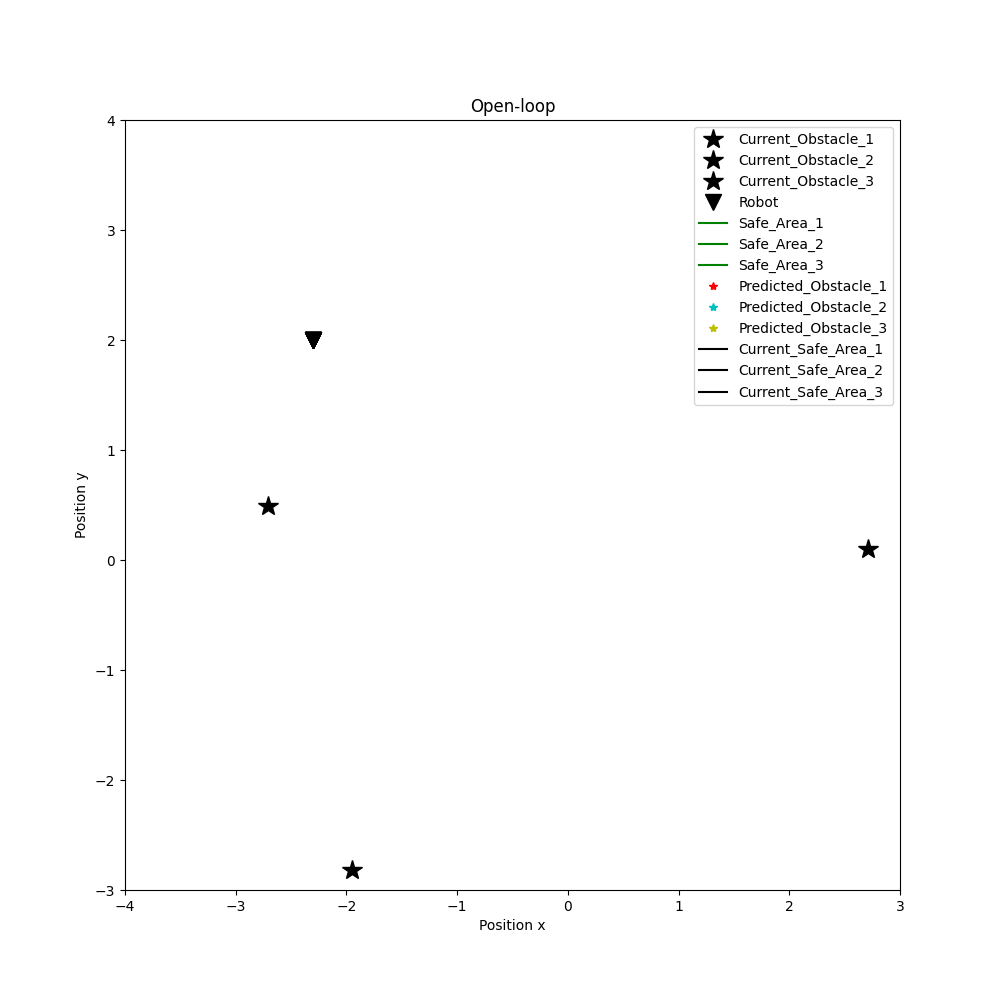 Open-loop
4
3
2
1
0
−1
−2
−3
Position y
Current_Obstacle_1
Current_Obstacle_2
Current_Obstacle_3
Robot
Safe_Area_1
Safe_Area_2
Safe_Area_3
Predicted_Obstacle_1
Predicted_Obstacle_2
Predicted_Obstacle_3
Current_Safe_Area_1
Current_Safe_Area_2
Current_Safe_Area_3
−4 −3 −2 −1 0 1 2 3
Position x